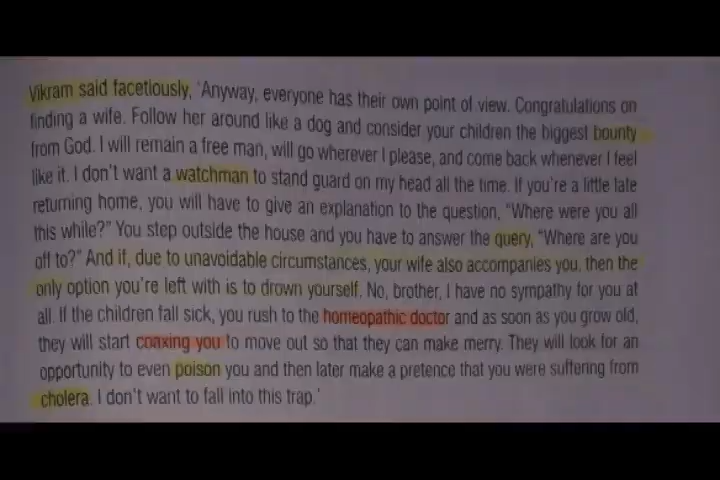 Vikram said facetiously, 'Anyway, everyone has their own point of view. Congratulations on
finding a wife. Follow her around like a dog and consider your children the biggest bounty
from God. I will remain a free man, will go wherever I please, and come back whenever I feel
like it. I don't want a watchman to stand guard on my head all the time. If you're a little late
returning home, you will have to give an explanation to the question, "Where were you all
this while?" You step outside the house and you have to answer the query, "Where are you
off to?" And if, due to unavoidable circumstances, your wife also accompanies you, then the
only option you're left with is to drown yourself. No, brother, I have no sympathy for you at
all. If the children fall sick, you rush to the homeopathic doctor and as soon as you grow old,
they will start coaxing you to move out so that they can make merry. They will look for an
opportunity to even poison you and then later make a pretence that you were suffering from
cholera. I don't want to fall into this trap.'